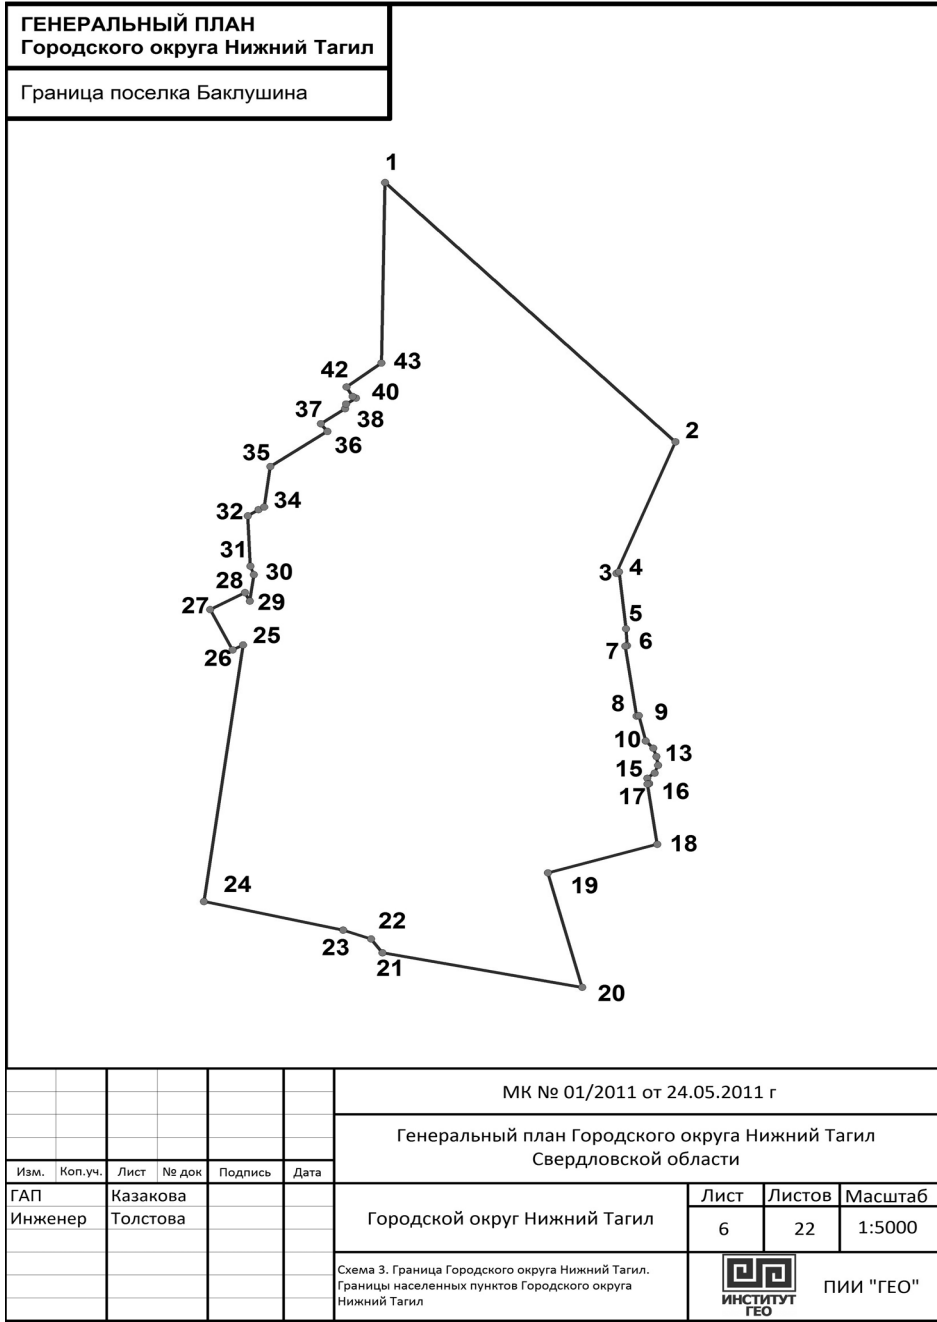 ГЕНЕРАЛЬНЫЙ ПЛАН
Городского округа Нижний Тагил
Граница поселка Баклушина
1
43
42
40
37
38
2
36
35
34
32
31
30
3 4
28
29
27
5
25
6
7
26
8 9
10
13
15
16
17
18
24
19
22
23
21
20
МК № 01/2011 от 24.05.2011 г
Генеральный план Городского округа Нижний Тагил
Свердловской области
Изм. Коп.уч. Лист № док Подпись Дата
ГАП Казакова
Инженер Толстова
Городской округ Нижний Тагил
Лист Листов Масштаб
6 22 1:5000
Схема 3. Граница Городского округа Нижний Тагил.
Границы населенных пунктов Городского округа
Нижний Тагил
ИНСТИТУТ
ГЕО
ПИИ "ГЕО"